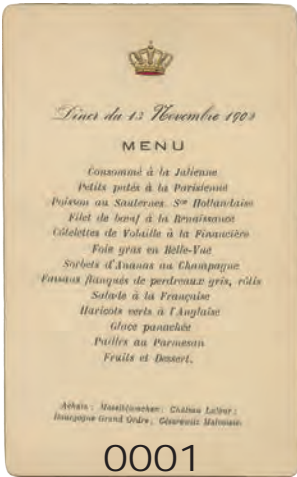 Dîner du 13 Novembre 190
MENU
Consommé à la Julienne
Petits patés à la Parisienne
Poisson au Sauternes. Sce Hollandaise
Filet de bœuf à la Renaissance
Côtelettes de Volaille à la Financière
Foie gras en Belle-Vue
Sorbets d'Ananas au Champagne
Faisans flanqués de perdreaux gris, rôtis
Salade à la Française
Haricots verts à l'Anglaise
Glace panachée
Pailles au Parmesan
Fruits et Dessert.
Château Latour;
Bourgogne Grand Ordre;
0001